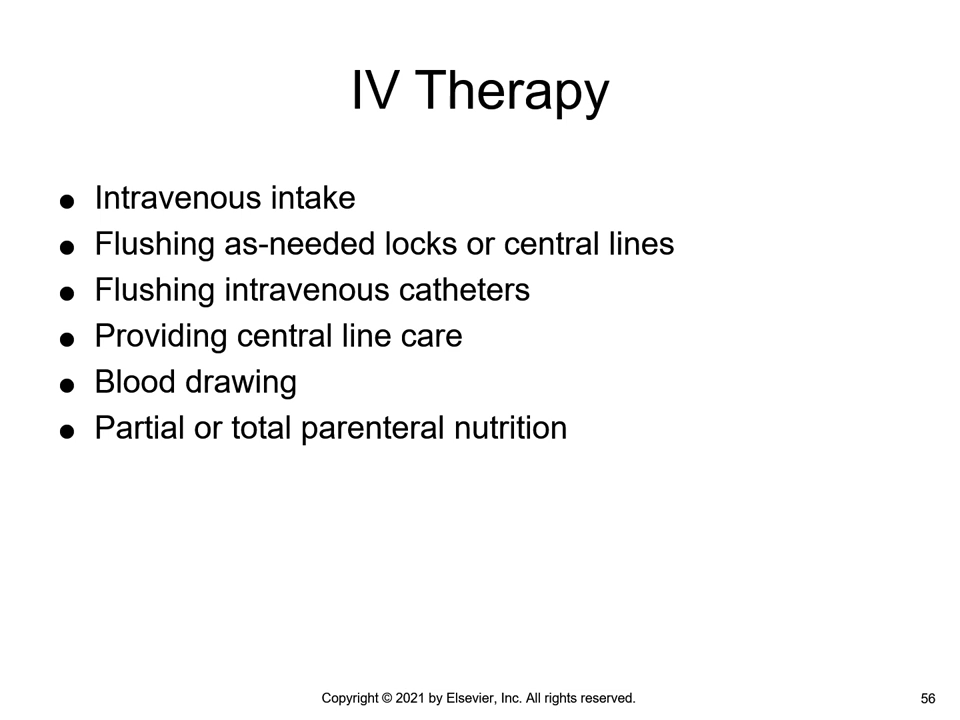 IV Therapy
● Intravenous intake
● Flushing as-needed locks or central lines
● Flushing intravenous catheters
● Providing central line care
● Blood drawing
● Partial or total parenteral nutrition
Copyright © 2021 by Elsevier, Inc. All rights reserved.
56